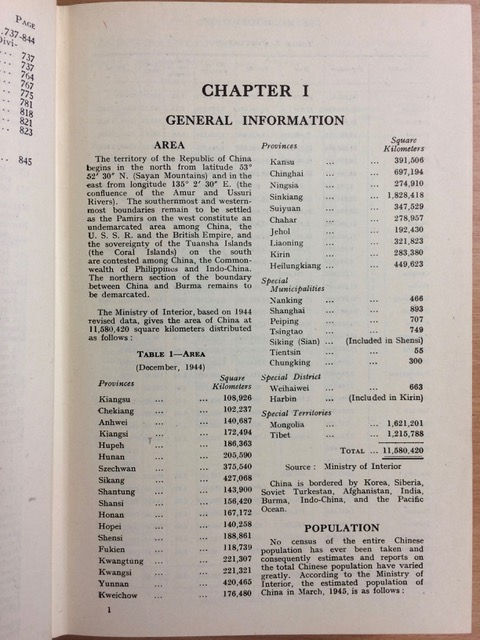 PAGE
.737-844
Divi-
.. 737
.. 737
.. 764
.. 767
.. 775
.. 781
.. 818
.. 821
.. 823
.. 845
CHAPTER I
GENERAL INFORMATION
AREA
The territory of the Republic of China
begins in the north from latitude 53°
52′ 30″ N. (Sayan Mountains) and in the
east from longitude 135° 2′ 30″ E. (the
confluence of the Amur and Ussuri
Rivers). The southernmost and western-
most boundaries remain to be settled
as the Pamirs on the west constitute an
undemarcated area among China, the
U. S. S. R. and the British Empire, and
the sovereignty of the Tuansha Islands
(the Coral Islands) on the south
are contested among China, the Common-
wealth of Philippines and Indo-China.
The northern section of the boundary
between China and Burma remains to
be demarcated.
The Ministry of Interior, based on 1944
revised data, gives the area of China at
11,580,420 square kilometers distributed
as follows :
TABLE 1—AREA
(December, 1944)
Provinces Square Kilometers
Kiangsu ... ... 108,926
Chekiang ... ... 102,237
Anhwei ... ... 140,687
Kiangsi ... ... 172,494
Hupeh ... ... 186,363
Hunan ... ... 205,590
Szechwan ... ... 375,540
Sikang ... ... 427,068
Shantung ... ... 143,900
Shansi ... ... 156,420
Honan ... ... 167,172
Hopei ... ... 140,258
Shensi ... ... 188,861
Fukien ... ... 118,739
Kwangtung ... ... 221,307
Kwangsi ... ... 221,321
Yunnan ... ... 420,465
Kweichow ... ... 176,480
1
Provinces Square Kilometers
Kansu ... ... 391,506
Chinghai ... ... 697,194
Ningsia ... ... 274,910
Sinkiang ... ... 1,828,418
Suiyuan ... ... 347,529
Chahar ... ... 278,957
Jehol ... ... 192,430
Liaoning ... ... 321,823
Kirin ... ... 283,380
Heilungkiang ... ... 449,623
Special
Municipalities
Nanking ... ... 466
Shanghai ... ... 893
Peiping ... ... 707
Tsingtao ... ... 749
Siking (Sian) ... (Included in Shensi)
Tientsin ... ... 55
Chungking ... ... 300
Special District
Weihaiwei ... ... 663
Harbin ... (Included in Kirin)
Special Territories
Mongolia ... ... 1,621,201
Tibet ... ... 1,215,788
TOTAL ... 11,580,420
Source : Ministry of Interior
China is bordered by Korea, Siberia,
Soviet Turkestan, Afghanistan, India,
Burma, Indo-China, and the Pacific
Ocean.
POPULATION
No census of the entire Chinese
population has ever been taken and
consequently estimates and reports on
the total Chinese population have varied
greatly. According to the Ministry of
Interior, the estimated population of
China in March, 1945, is as follows :